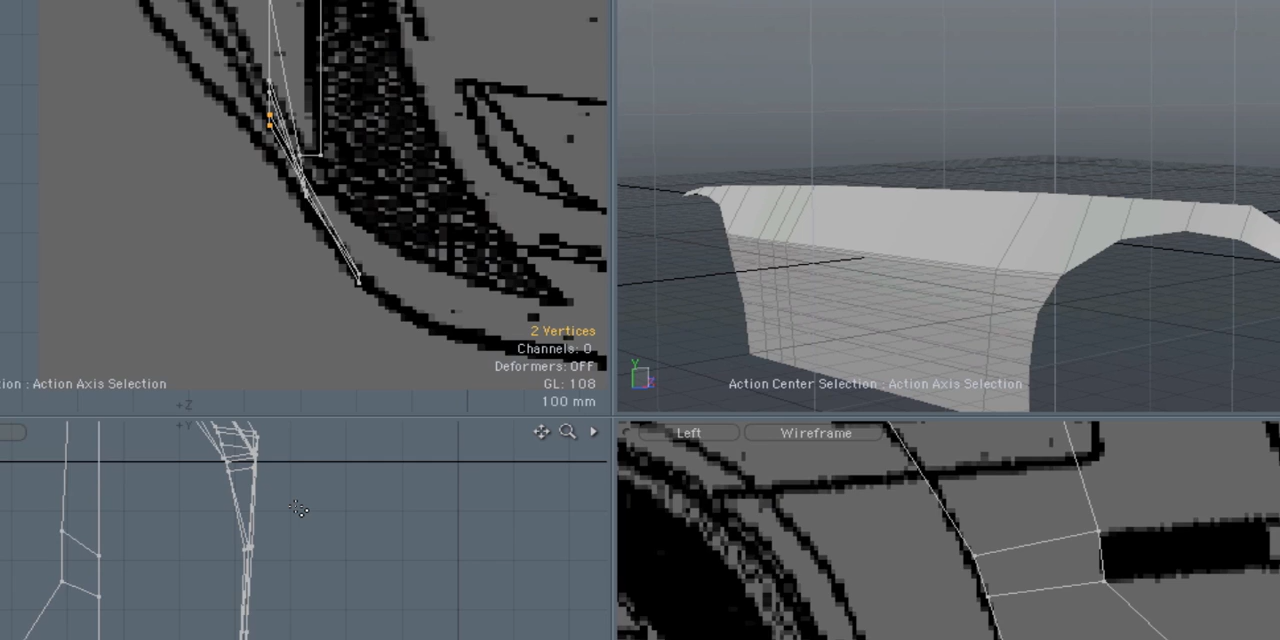 2 Vertices
Channels: 0
Deformers: OFF
GL: 108
100 mm
ion : Action Axis Selection
+Z
Y
Action Center Selection : Action Axis Selection
+Y
Left
Wireframe